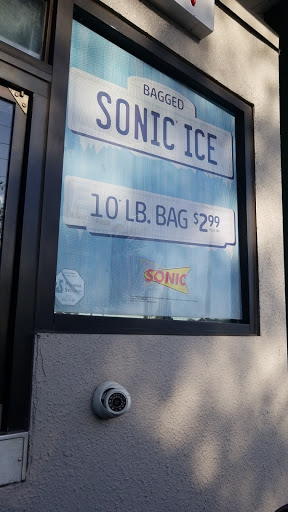 BAGGED
SONIC ICE
10 LB. BAG $2.99
SONIC